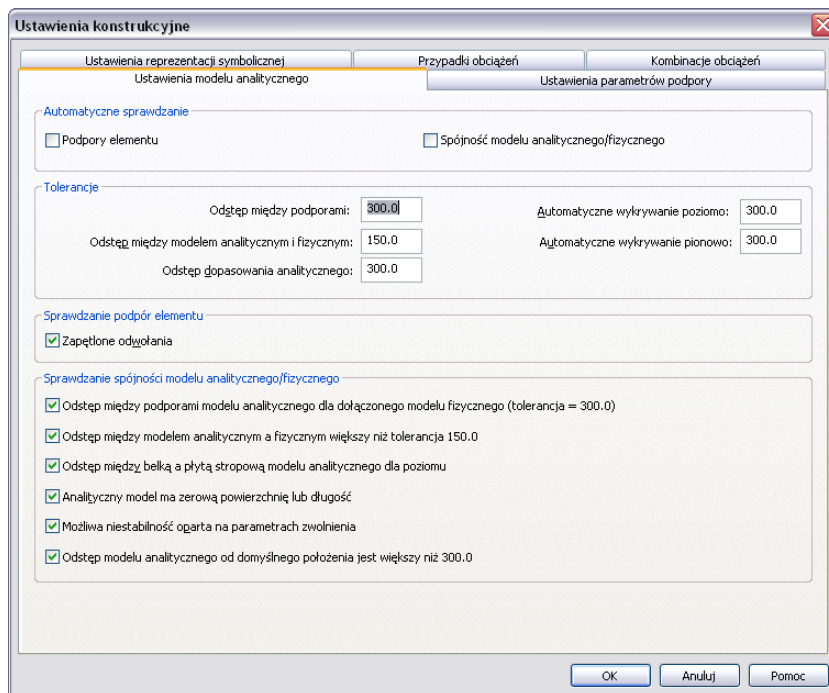 Ustawienia konstrukcyjne
Ustawienia reprezentacji symbolicznej
Przypadki obciążeń
Kombinacje obciążeń
Ustawienia modelu analitycznego
Ustawienia parametrów podpory
Automatyczne sprawdzanie
Podpory elementu
Spójność modelu analitycznego/fizycznego
Tolerancje
Odstęp między podporami: 300.0
Automatyczne wykrywanie poziomo: 300.0
Odstęp między modelem analitycznym i fizycznym: 150.0
Automatyczne wykrywanie pionowo: 300.0
Odstęp dopasowania analitycznego: 300.0
Sprawdzanie podpór elementu
Zapętlone odwołania
Sprawdzanie spójności modelu analitycznego/fizycznego
Odstęp między podporami modelu analitycznego dla dołączonego modelu fizycznego (tolerancja = 300.0)
Odstęp między modelem analitycznym a fizycznym większy niż tolerancja 150.0
Odstęp między belką a płytą stropową modelu analitycznego dla poziomu
Analityczny model ma zerową powierzchnię lub długość
Możliwa niestabilność oparta na parametrach zwolnienia
Odstęp modelu analitycznego od domyślnego położenia jest większy niż 300.0
OK
Anuluj
Pomoc